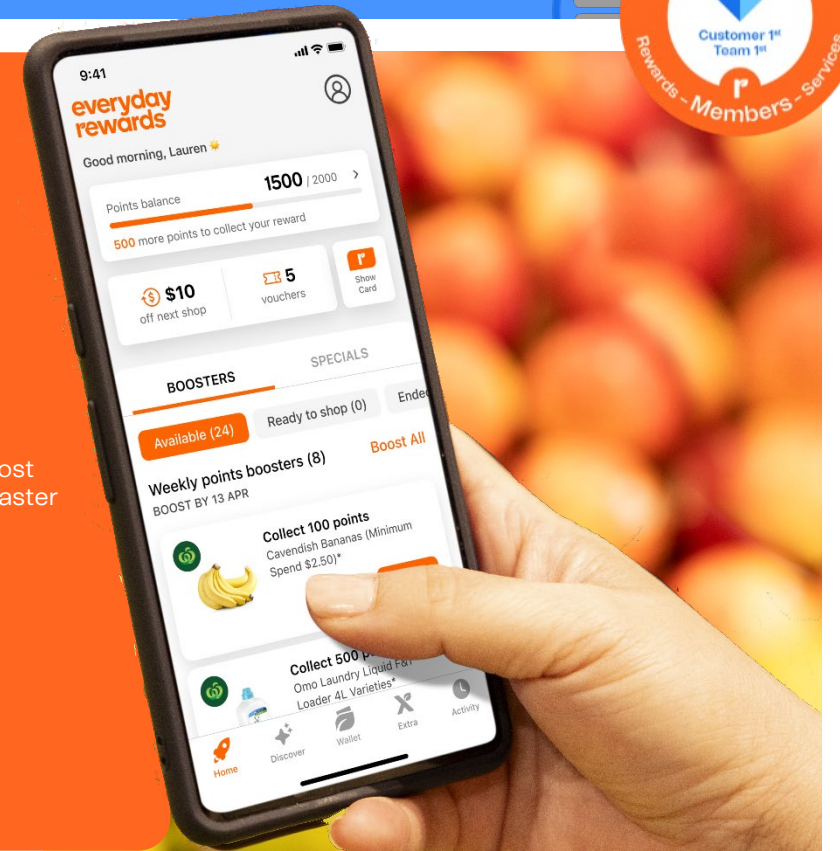 Customer 1st
Team 1st
Rewards - Members - Services
9:41
everyday
rewards
Good morning, Lauren
Points balance
1500 / 2000
500 more points to collect your reward
$10
off next shop
5
vouchers
Show
Card
BOOSTERS
SPECIALS
Available (24)
Ready to shop (0)
Weekly points boosters (8)
Boost All
BOOST BY 13 APR
Collect 100 points
Cavendish Bananas (Minimum
Spend $2.50)*
Collect 500
Omo Laundry Liquid F&T
Loader 4L Varieties*
Home
Discover
Wallet
Extra
Activity